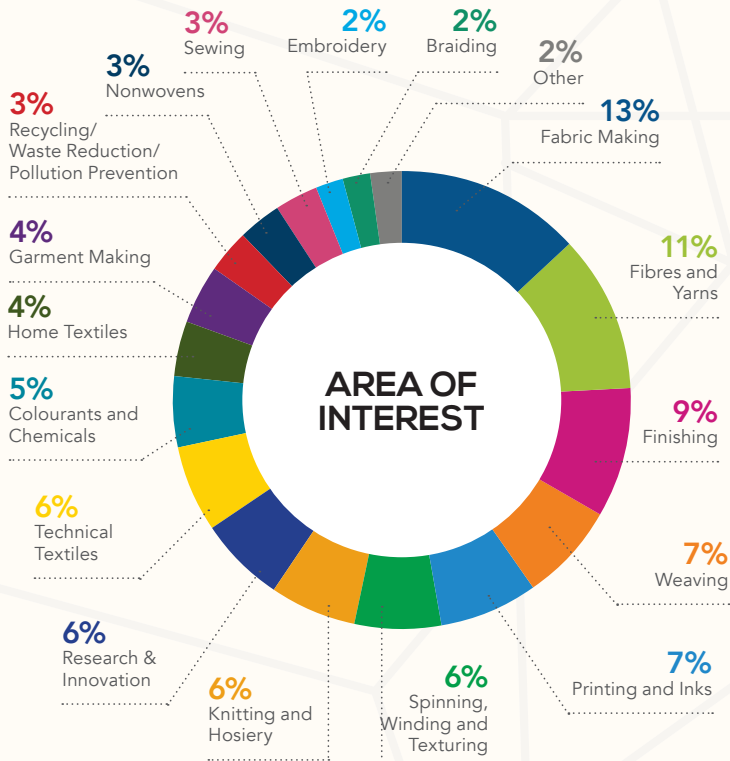 AREA OF
INTEREST
13%
Fabric Making
11%
Fibres and
Yarns
9%
Finishing
7%
Weaving
7%
Printing and Inks
6%
Spinning,
Winding and
Texturing
6%
Knitting and
Hosiery
6%
Research &
Innovation
6%
Technical
Textiles
5%
Colourants and
Chemicals
4%
Home Textiles
4%
Garment Making
3%
Recycling/
Waste Reduction/
Pollution Prevention
3%
Nonwovens
3%
Sewing
2%
Embroidery
2%
Braiding
2%
Other